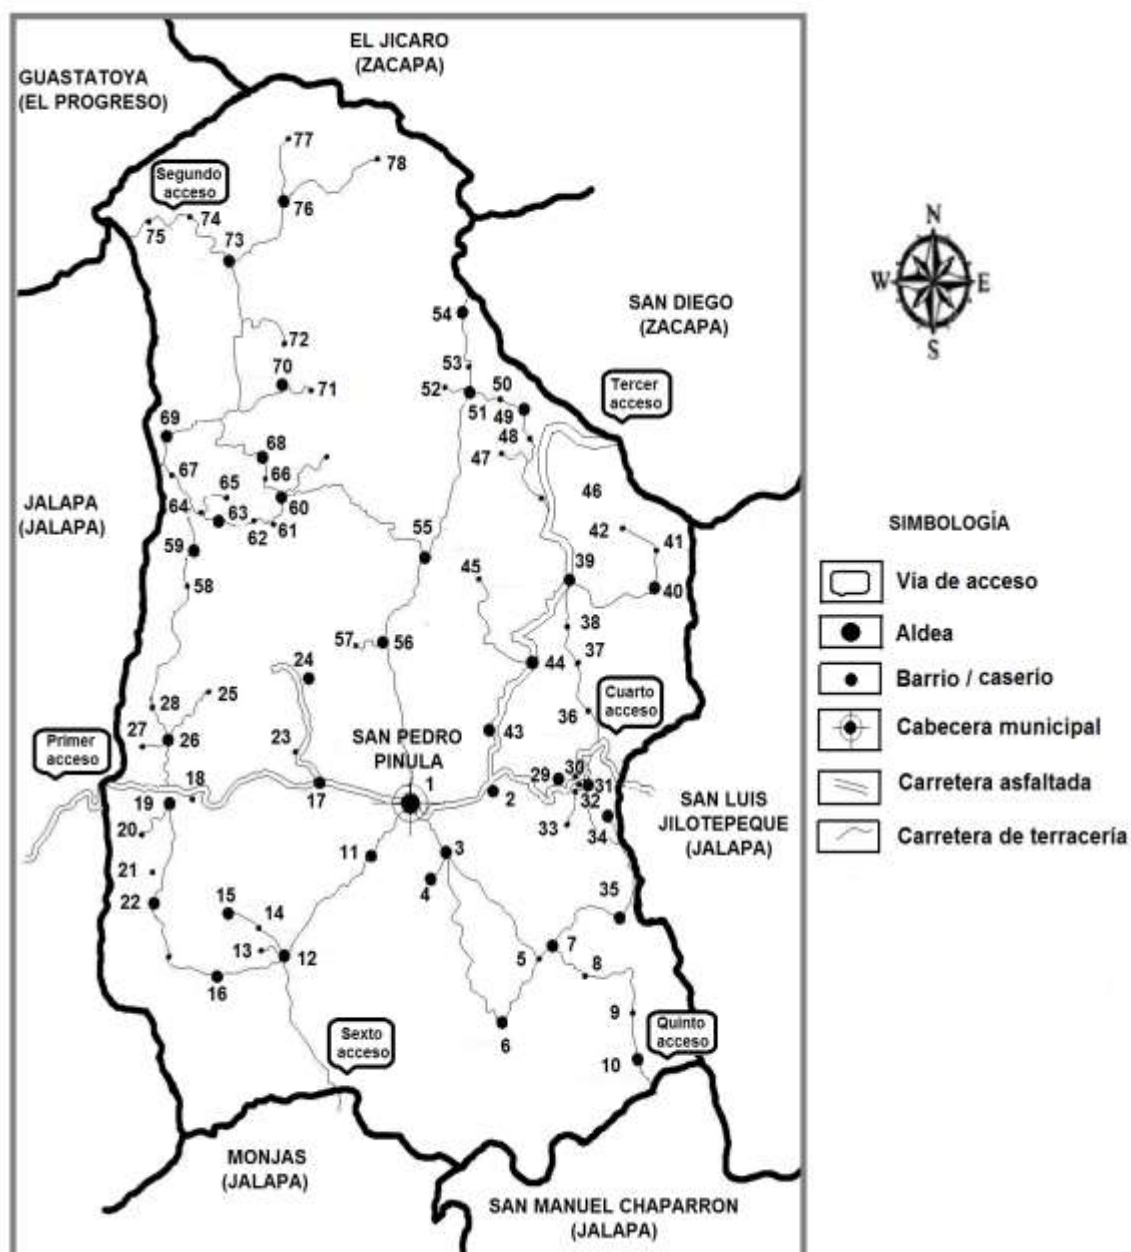 EL JICARO
(ZACAPA)
GUASTATOYA
(EL PROGRESO)
77
78
Segundo
acceso
74
76
75
73
N
W
E
S
SAN DIEGO
(ZACAPA)
54
72
53
70
52
50
71
51
49
Tercer
acceso
69
48
68
47
67
66
65
46
JALAPA
(JALAPA)
64
63
60
62
61
42
55
41
59
45
39
58
40
38
57
56
37
24
44
28
25
36
Cuarto
acceso
27
26
23
43
Primer
acceso
SAN PEDRO
PINULA
1
29
30
31
18
17
2
32
19
33
34
SAN LUIS
JILOTEPEQUE
(JALAPA)
20
11
3
21
4
22
15
14
35
13
12
5
7
8
16
9
6
10
Sexto
acceso
Quinto
acceso
MONJAS
(JALAPA)
SAN MANUEL CHAPARRON
(JALAPA)
SIMBOLOGÍA
Via de acceso
Aldea
Barrio / caserío
Cabecera municipal
Carretera asfaltada
Carretera de terracería